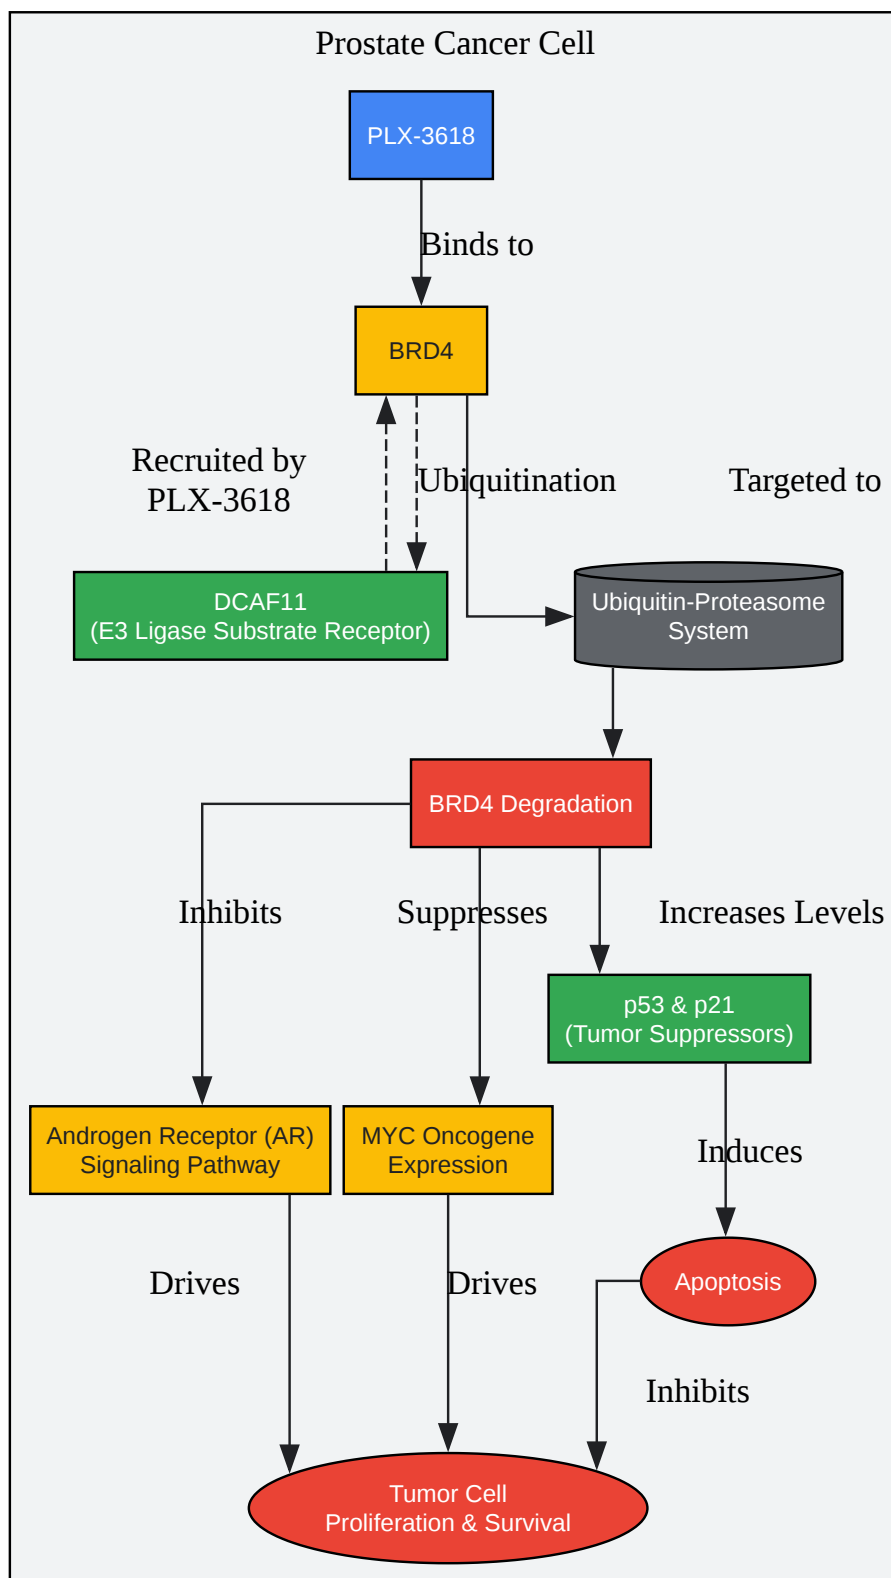 Prostate Cancer Cell
PLX-3618
Binds to
BRD4
Recruited by
PLX-3618
Ubiquitination
Targeted to
DCAF11
(E3 Ligase Substrate Receptor)
Ubiquitin-Proteasome
System
BRD4 Degradation
Inhibits
Suppresses
Increases Levels
p53 & p21
(Tumor Suppressors)
Androgen Receptor (AR)
Signaling Pathway
MYC Oncogene
Expression
Induces
Drives
Drives
Apoptosis
Inhibits
Tumor Cell
Proliferation & Survival